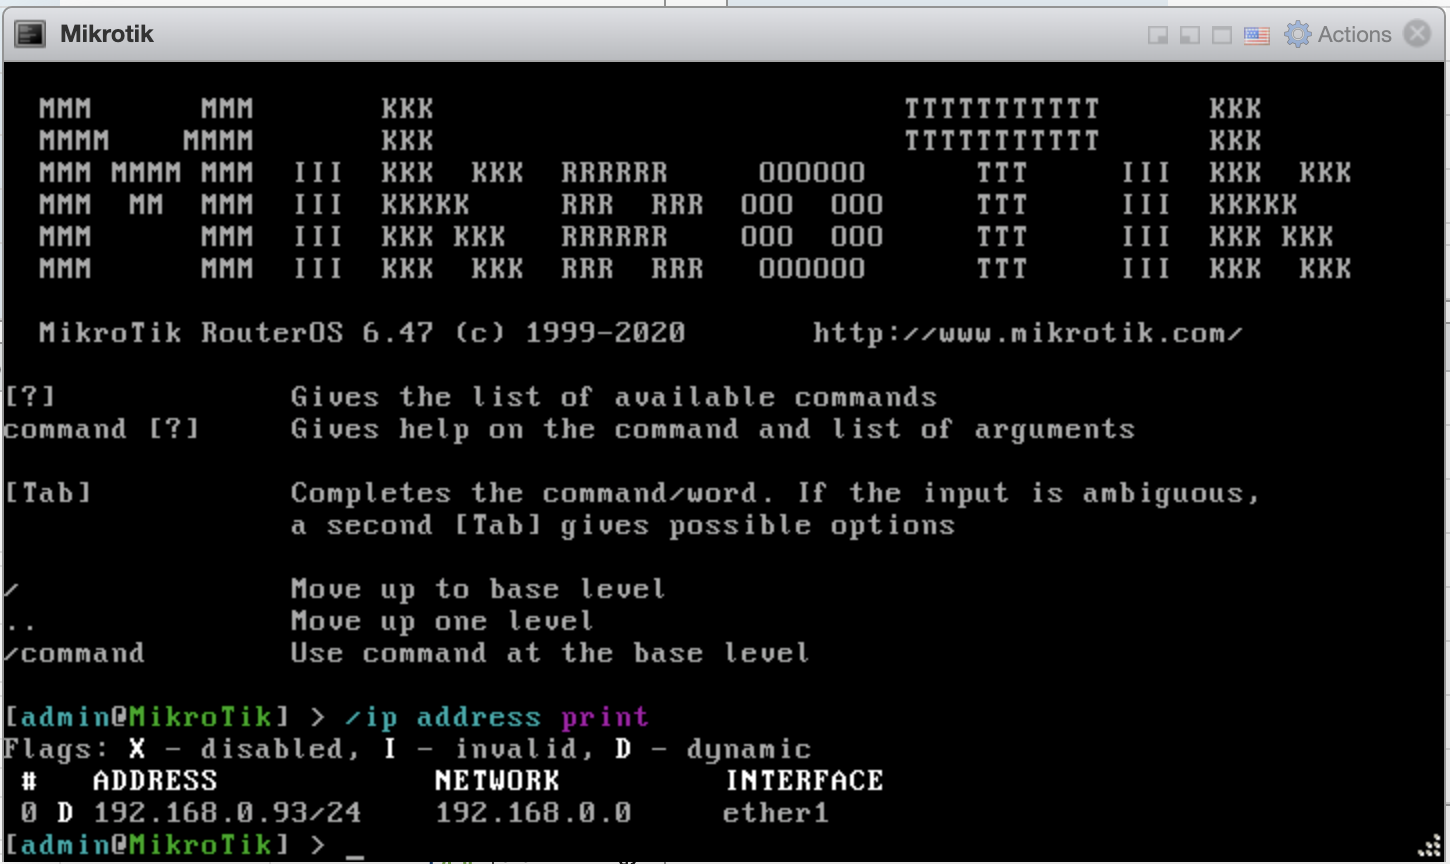 Mikrotik
Actions
MMM      MMM       KKK                          TTTTTTTTTTT      KKK
MMMM    MMMM       KKK                          TTTTTTTTTTT      KKK
MMM MMMM MMM  III  KKK  KKK  RRRRRR     OOOOOO      TTT     III  KKK  KKK
MMM  MM  MMM  III  KKKKK     RRR  RRR  OOO  OOO     TTT     III  KKKKK
MMM      MMM  III  KKK KKK   RRRRRR    OOO  OOO     TTT     III  KKK KKK
MMM      MMM  III  KKK  KKK  RRR  RRR   OOOOOO      TTT     III  KKK  KKK
MikroTik RouterOS 6.47 (c) 1999-2020       http://www.mikrotik.com/
[?]             Gives the list of available commands
command [?]     Gives help on the command and list of arguments
[Tab]           Completes the command/word. If the input is ambiguous,
a second [Tab] gives possible options
/               Move up to base level
..              Move up one level
/command        Use command at the base level
[admin@MikroTik] > /ip address print
Flags: X - disabled, I - invalid, D - dynamic
#   ADDRESS            NETWORK         INTERFACE
0 D 192.168.0.93/24    192.168.0.0     ether1
[admin@MikroTik] > _